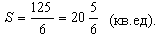 S = 125/6 = 20 5/6 (кв.ед).